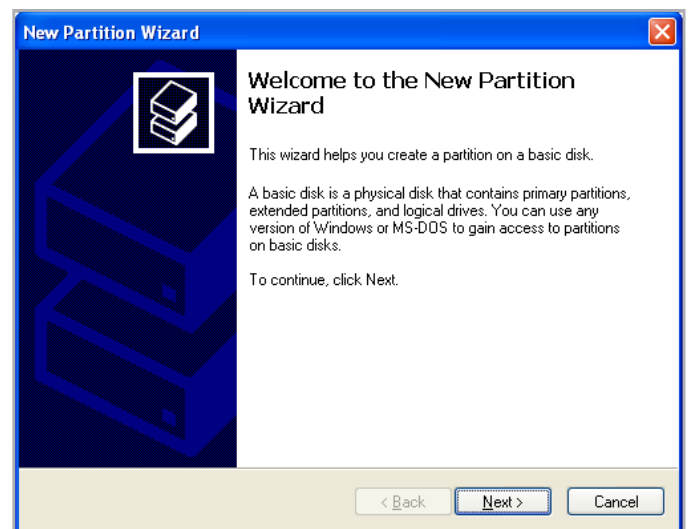 New Partition Wizard
Welcome to the New Partition
Wizard
This wizard helps you create a partition on a basic disk.
A basic disk is a physical disk that contains primary partitions,
extended partitions, and logical drives. You can use any
version of Windows or MS-DOS to gain access to partitions
on basic disks.
To continue, click Next.
< Back
Next >
Cancel